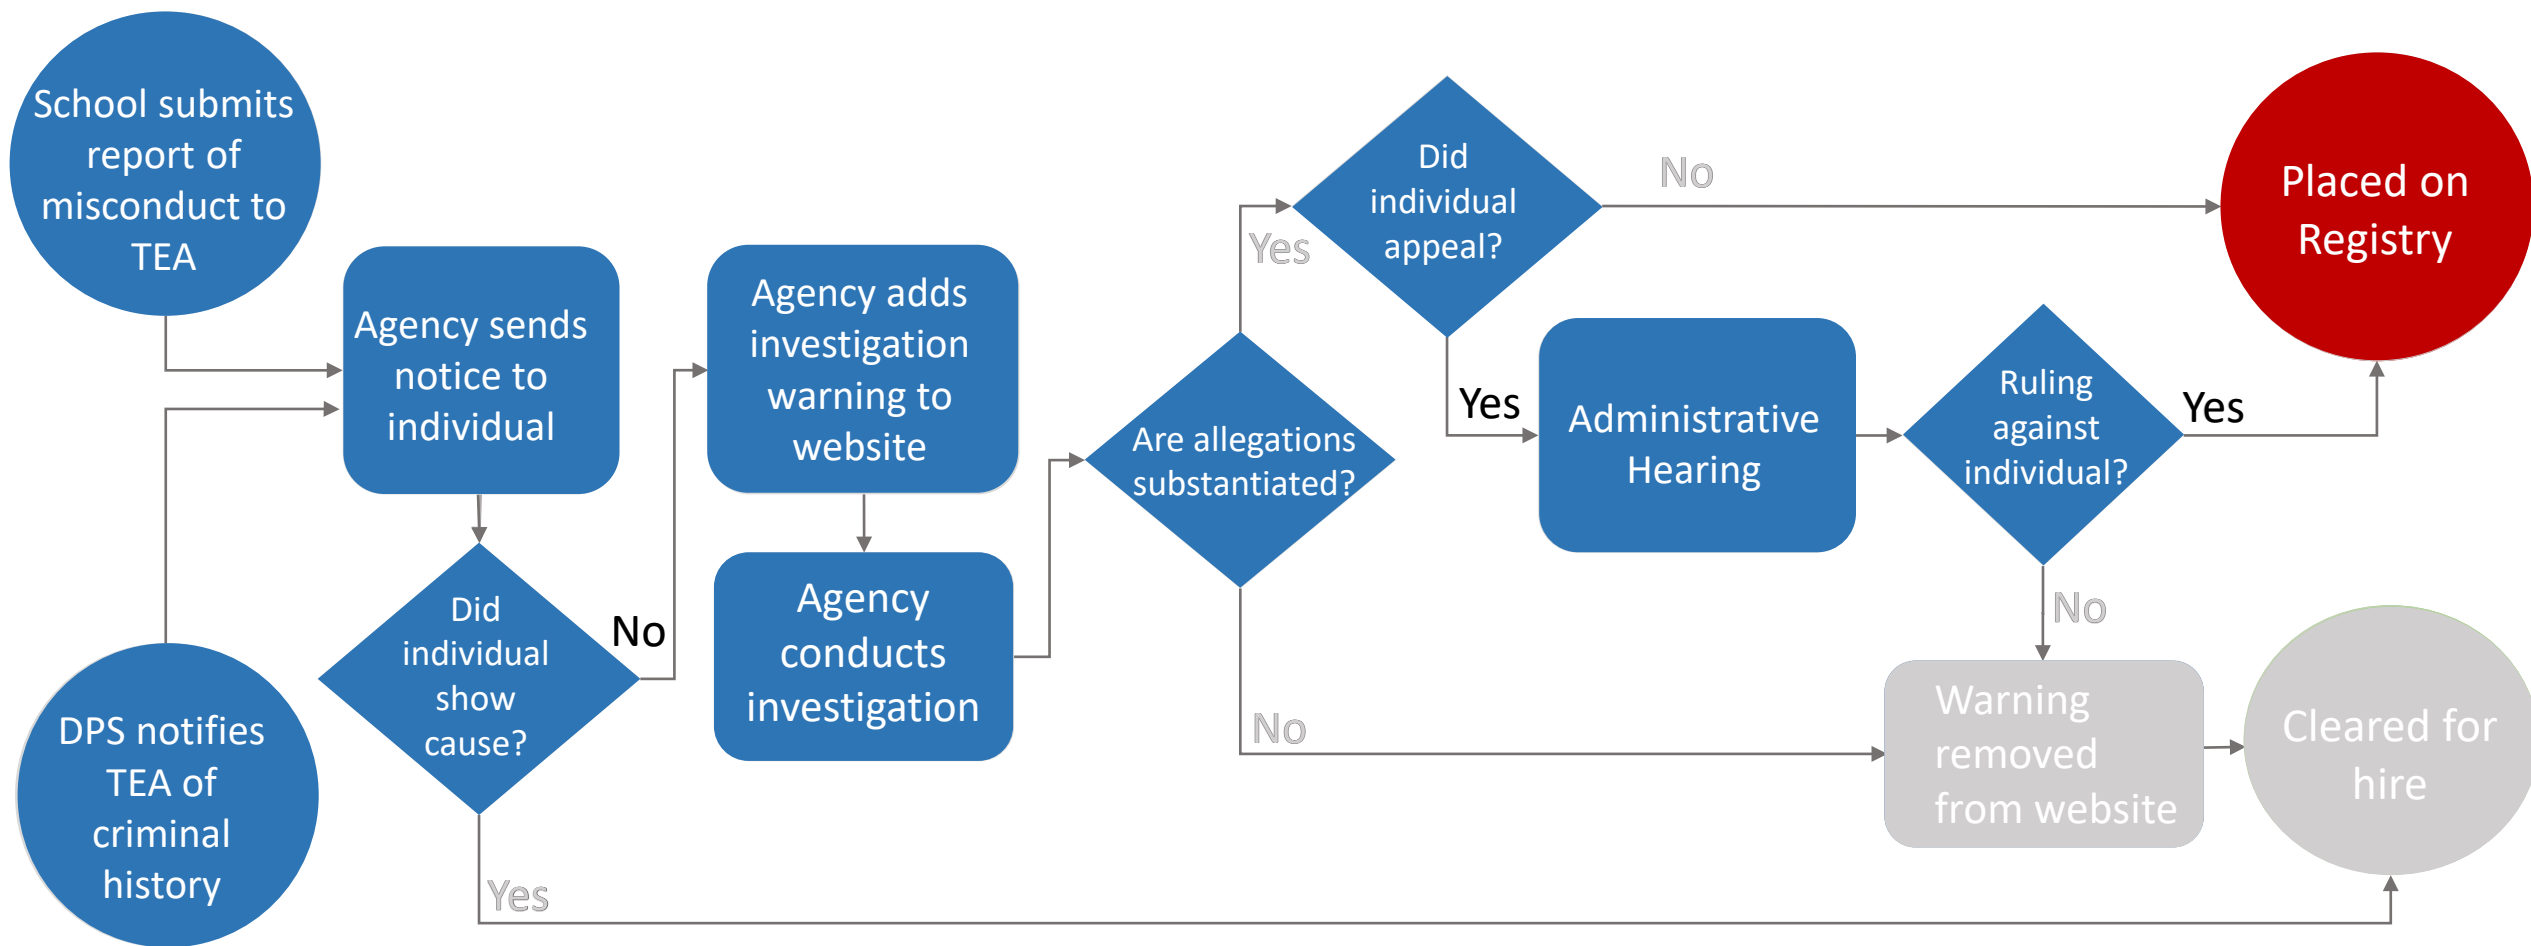 School submits
report of
misconduct to
TEA
Agency sends
notice to
individual
DPS notifies
TEA of
criminal
history
Did
individual
show
cause?
No
Yes
Agency adds
investigation
warning to
website
Agency
conducts
investigation
Are allegations
substantiated?
Yes
No
Did
individual
appeal?
No
Yes
Administrative
Hearing
Ruling
against
individual?
Yes
No
Placed on
Registry
Warning
removed
from website
Cleared for
hire